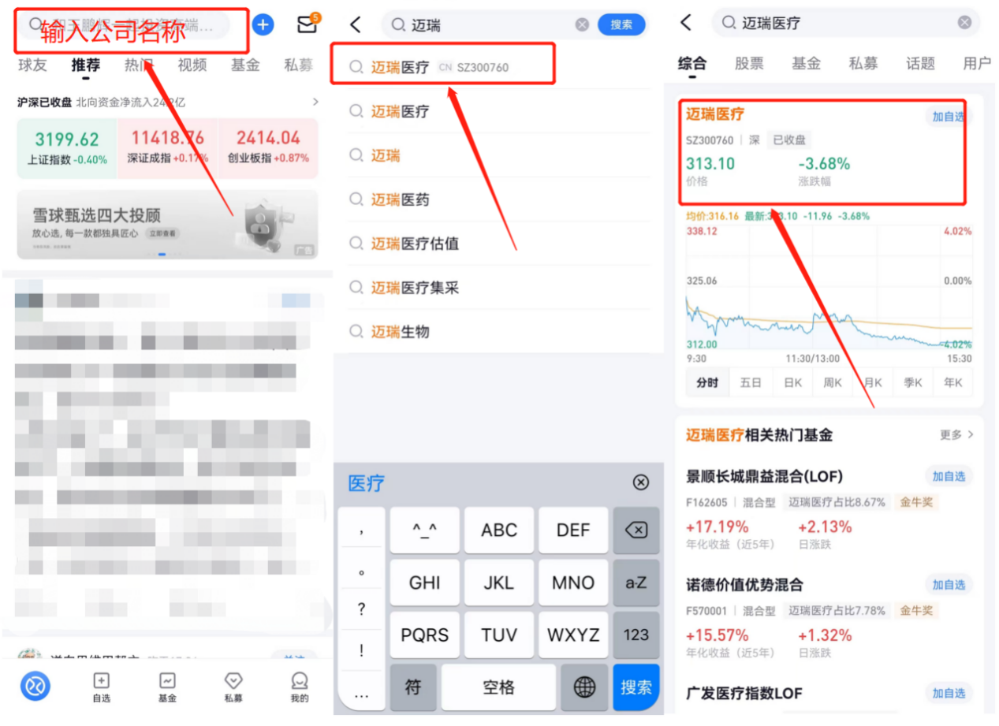 输入公司名称
5
球友 推荐 热门 视频 基金 私募
沪深已收盘 北向资金净流入24.2亿
3199.62 11418.76 2414.04
上证指数 -0.40% 深证成指 +0.17% 创业板指 +0.87%
雪球甄选四大投顾
放心选, 每一款都独具匠心 立即查看
广告
自选 基金 私募 我的
迈瑞
搜索
迈瑞医疗 CN SZ300760
迈瑞医疗
迈瑞
迈瑞医药
迈瑞医疗估值
迈瑞医疗集采
迈瑞生物
医疗
, ^_^ ABC DEF
。 GHI JKL MNO a-Z
?
PQRS TUV WXYZ 123
!
... 符 空格 搜索
迈瑞医疗
综合 股票 基金 私募 话题 用户
迈瑞医疗 加自选
SZ300760 深 已收盘
313.10 -3.68%
价格 涨跌幅
均价:316.16 最新:313.10 -11.96 -3.68%
338.12 4.02%
325.06 0.00%
312.00 -4.02%
9:30 11:30/13:00 15:30
分时 五日 日K 周K 月K 季K 年K
迈瑞医疗相关热门基金 更多
景顺长城鼎益混合(LOF) 加自选
F162605 混合型 迈瑞医疗占比8.67% 金牛奖
+17.19% +2.13%
年化收益（近5年） 日涨跌
诺德价值优势混合 加自选
F570001 混合型 迈瑞医疗占比7.78% 金牛奖
+15.57% +1.32%
年化收益（近5年） 日涨跌
广发医疗指数LOF 加自选